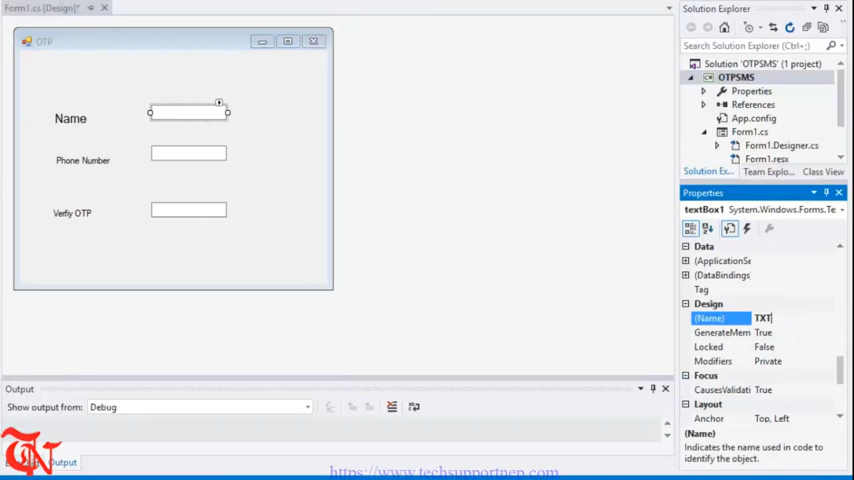 Form1.cs [Design]*
OTP
Name
Phone Number
Verfiy OTP
Output
Show output from: Debug
Output
https://www.techsupportnep.com
Solution Explorer
Search Solution Explorer (Ctrl+;)
Solution 'OTPSMS' (1 project)
C# OTPSMS
Properties
References
App.config
Form1.cs
Form1.Designer.cs
Form1.resx
Solution Ex... Team Explo... Class View
Properties
textBox1 System.Windows.Forms.Te
Data
(ApplicationSe
(DataBindings
Tag
Design
(Name) TXT
GenerateMem True
Locked False
Modifiers Private
Focus
CausesValidati True
Layout
Anchor Top, Left
(Name)
Indicates the name used in code to
identify the object.